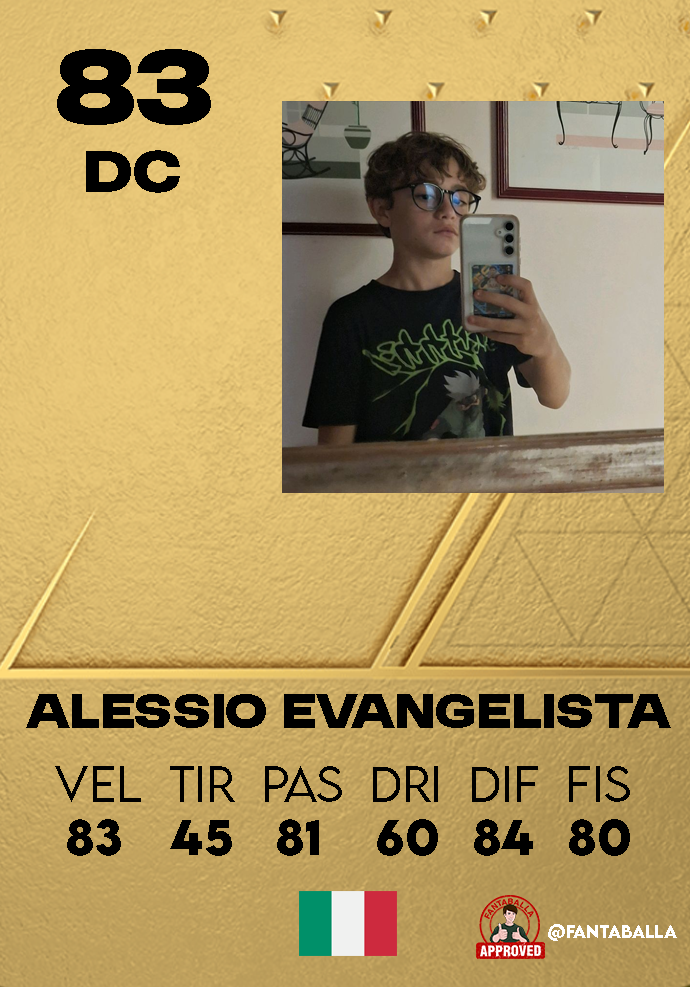 83
DC
ALESSIO EVANGELISTA
VEL TIR PAS DRI DIF FIS
83 45 81 60 84 80
FANTABALLA
APPROVED
@FANTABALLA